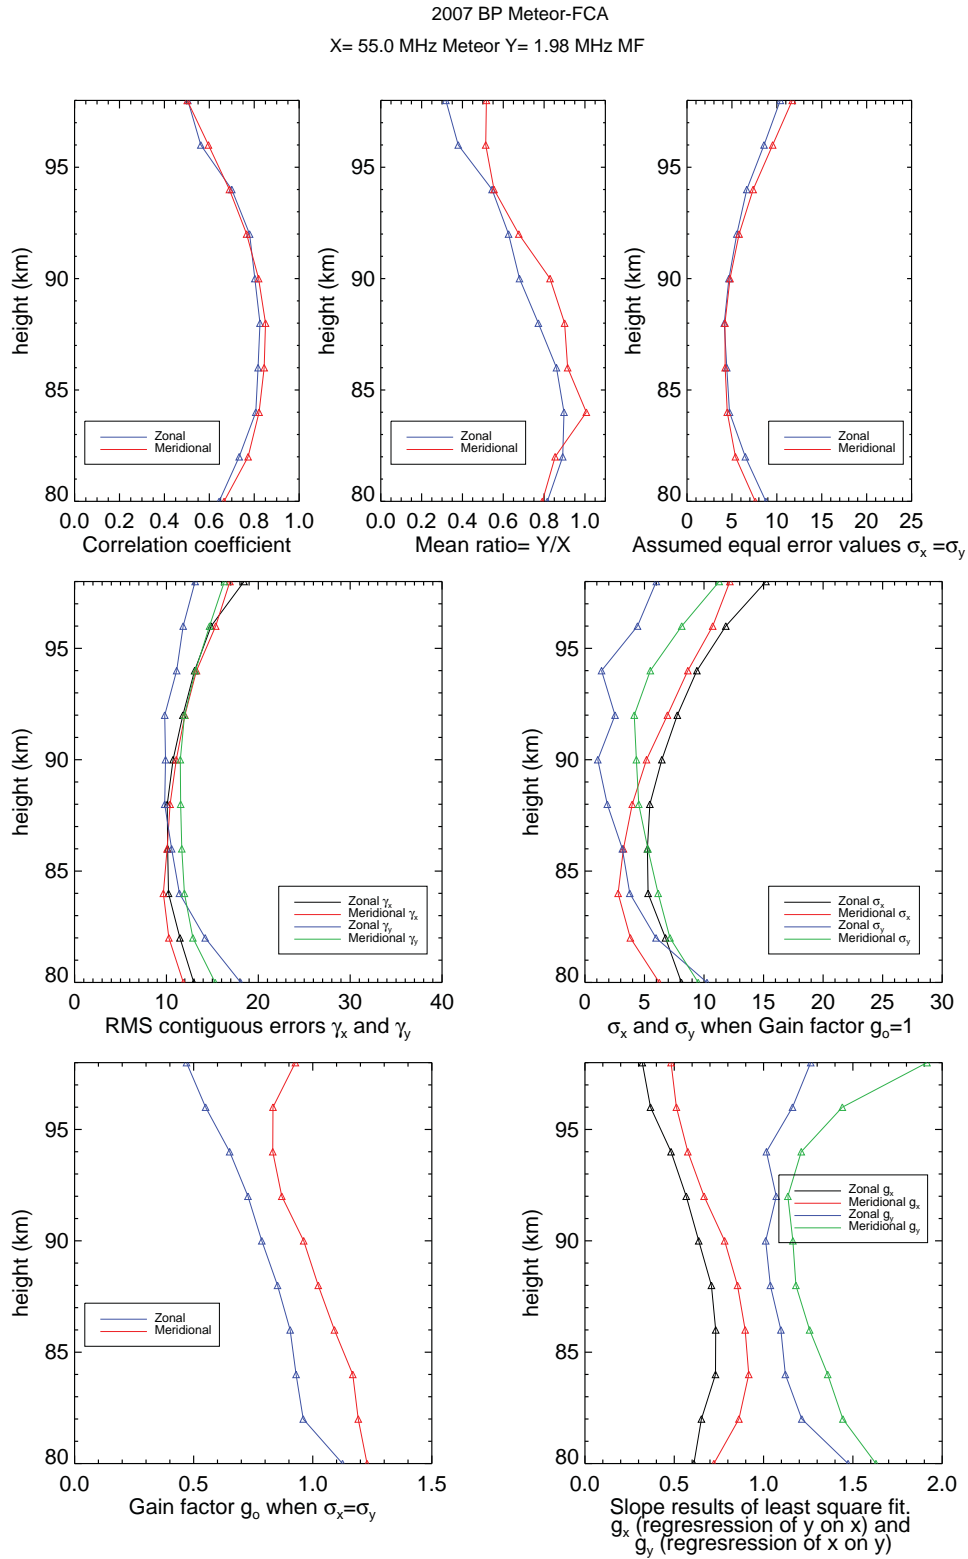 2007 BP Meteor-FCA
X= 55.0 MHz Meteor Y= 1.98 MHz MF
height (km)
95
90
85
80
Zonal
Meridional
0.0 0.2 0.4 0.6 0.8 1.0
Correlation coefficient
height (km)
95
90
85
80
Zonal
Meridional
0.0 0.2 0.4 0.6 0.8 1.0
Mean ratio= Y/X
height (km)
95
90
85
80
Zonal
Meridional
0 5 10 15 20 25
Assumed equal error values σx =σy
height (km)
95
90
85
80
Zonal γx
Meridional γx
Zonal γy
Meridional γy
0 10 20 30 40
RMS contiguous errors γx and γy
height (km)
95
90
85
80
Zonal σx
Meridional σx
Zonal σy
Meridional σy
0 5 10 15 20 25 30
σx and σy when Gain factor go=1
height (km)
95
90
85
80
Zonal
Meridional
0.0 0.5 1.0 1.5
Gain factor go when σx=σy
height (km)
95
90
85
80
Zonal gx
Meridional gx
Zonal gy
Meridional gy
0.0 0.5 1.0 1.5 2.0
Slope results of least square fit.
gx (regresression of y on x) and
gy (regresression of x on y)